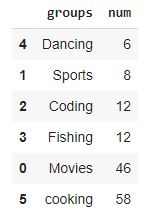 groups num
4 Dancing 6
1 Sports 8
2 Coding 12
3 Fishing 12
0 Movies 46
5 cooking 58